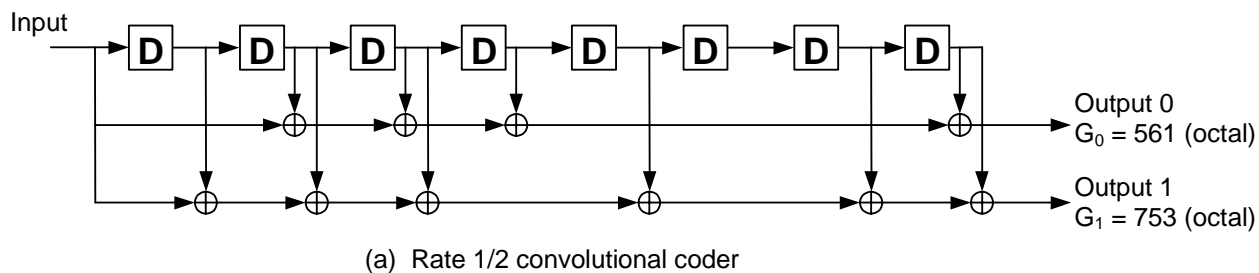 Input
D D D D D D D D
Output 0
G₀ = 561 (octal)
Output 1
G₁ = 753 (octal)
(a) Rate 1/2 convolutional coder